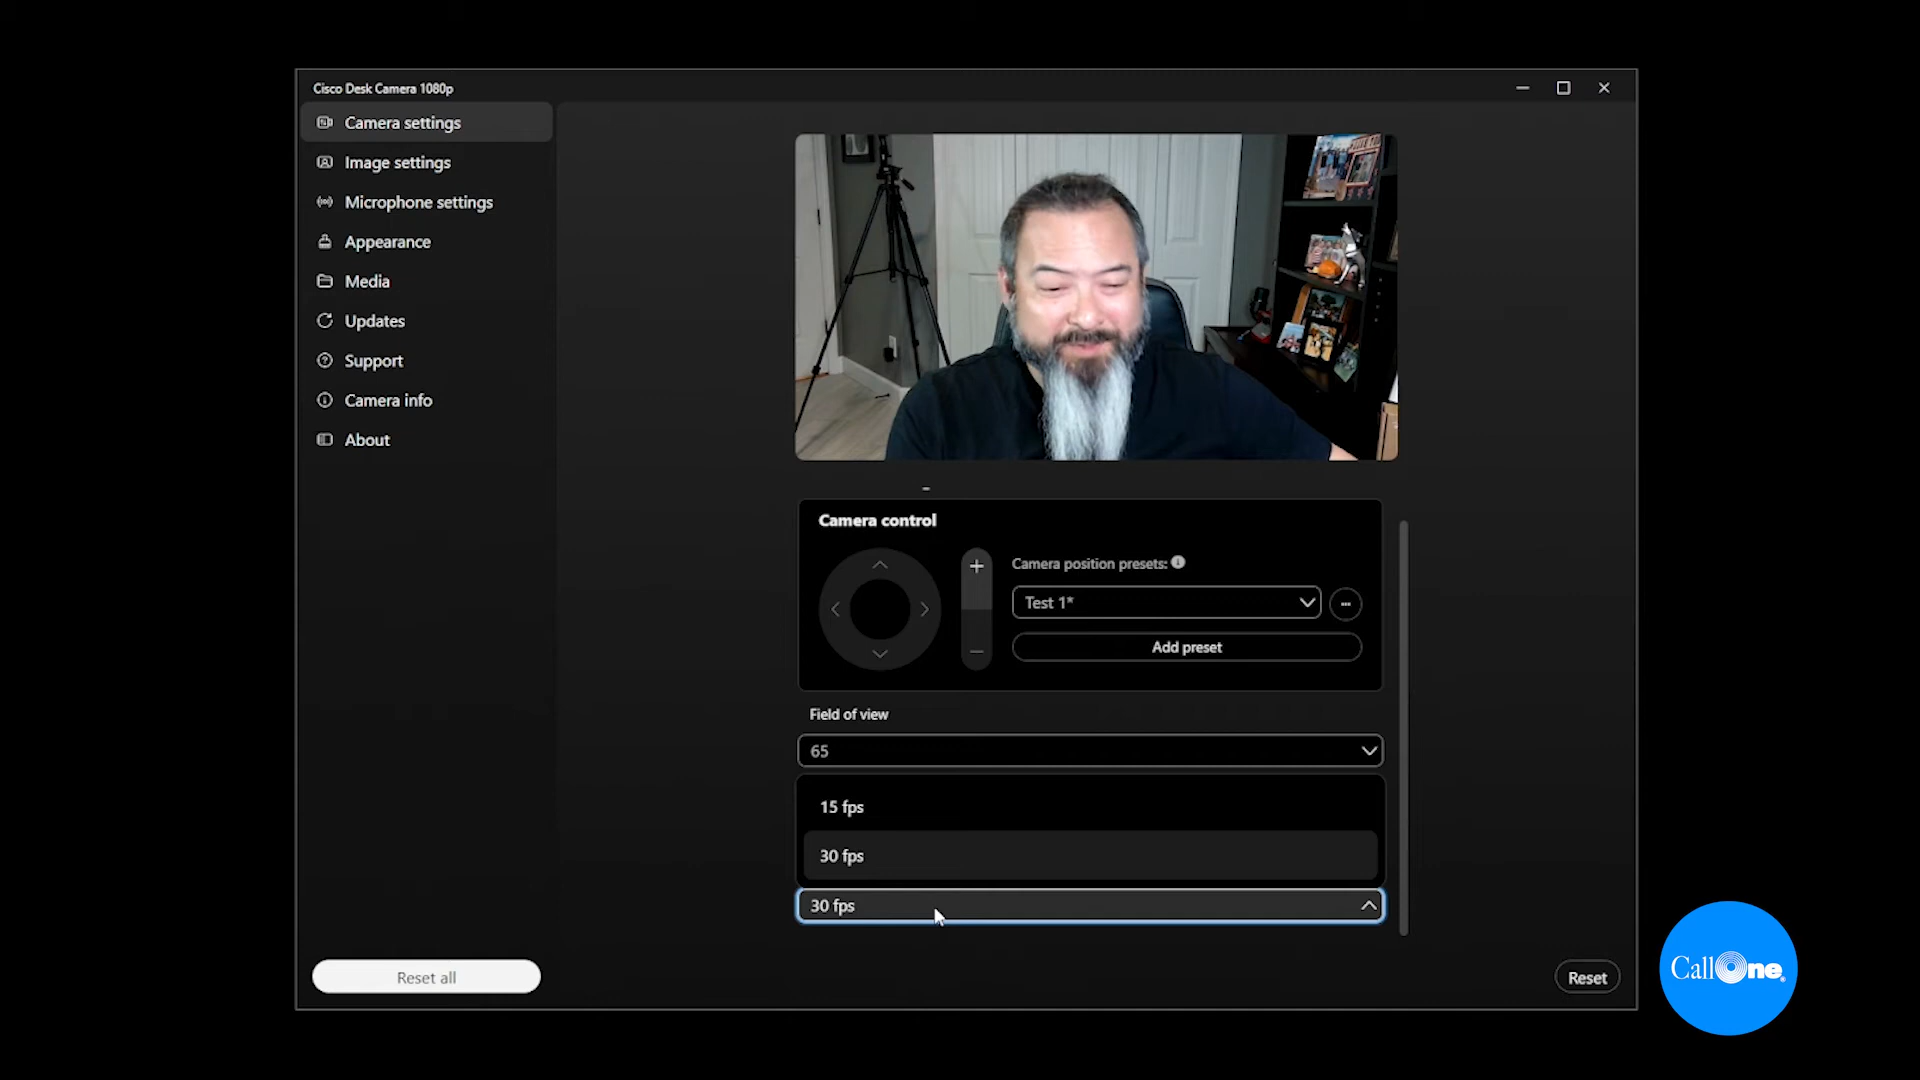 Cisco Desk Camera 1080p
Camera settings
Image settings
Microphone settings
Appearance
Media
Updates
Support
Camera info
About
Camera control
Camera position presets:
Test 1*
Add preset
Field of view
65
15 fps
30 fps
30 fps
Reset all
Reset
CallOne